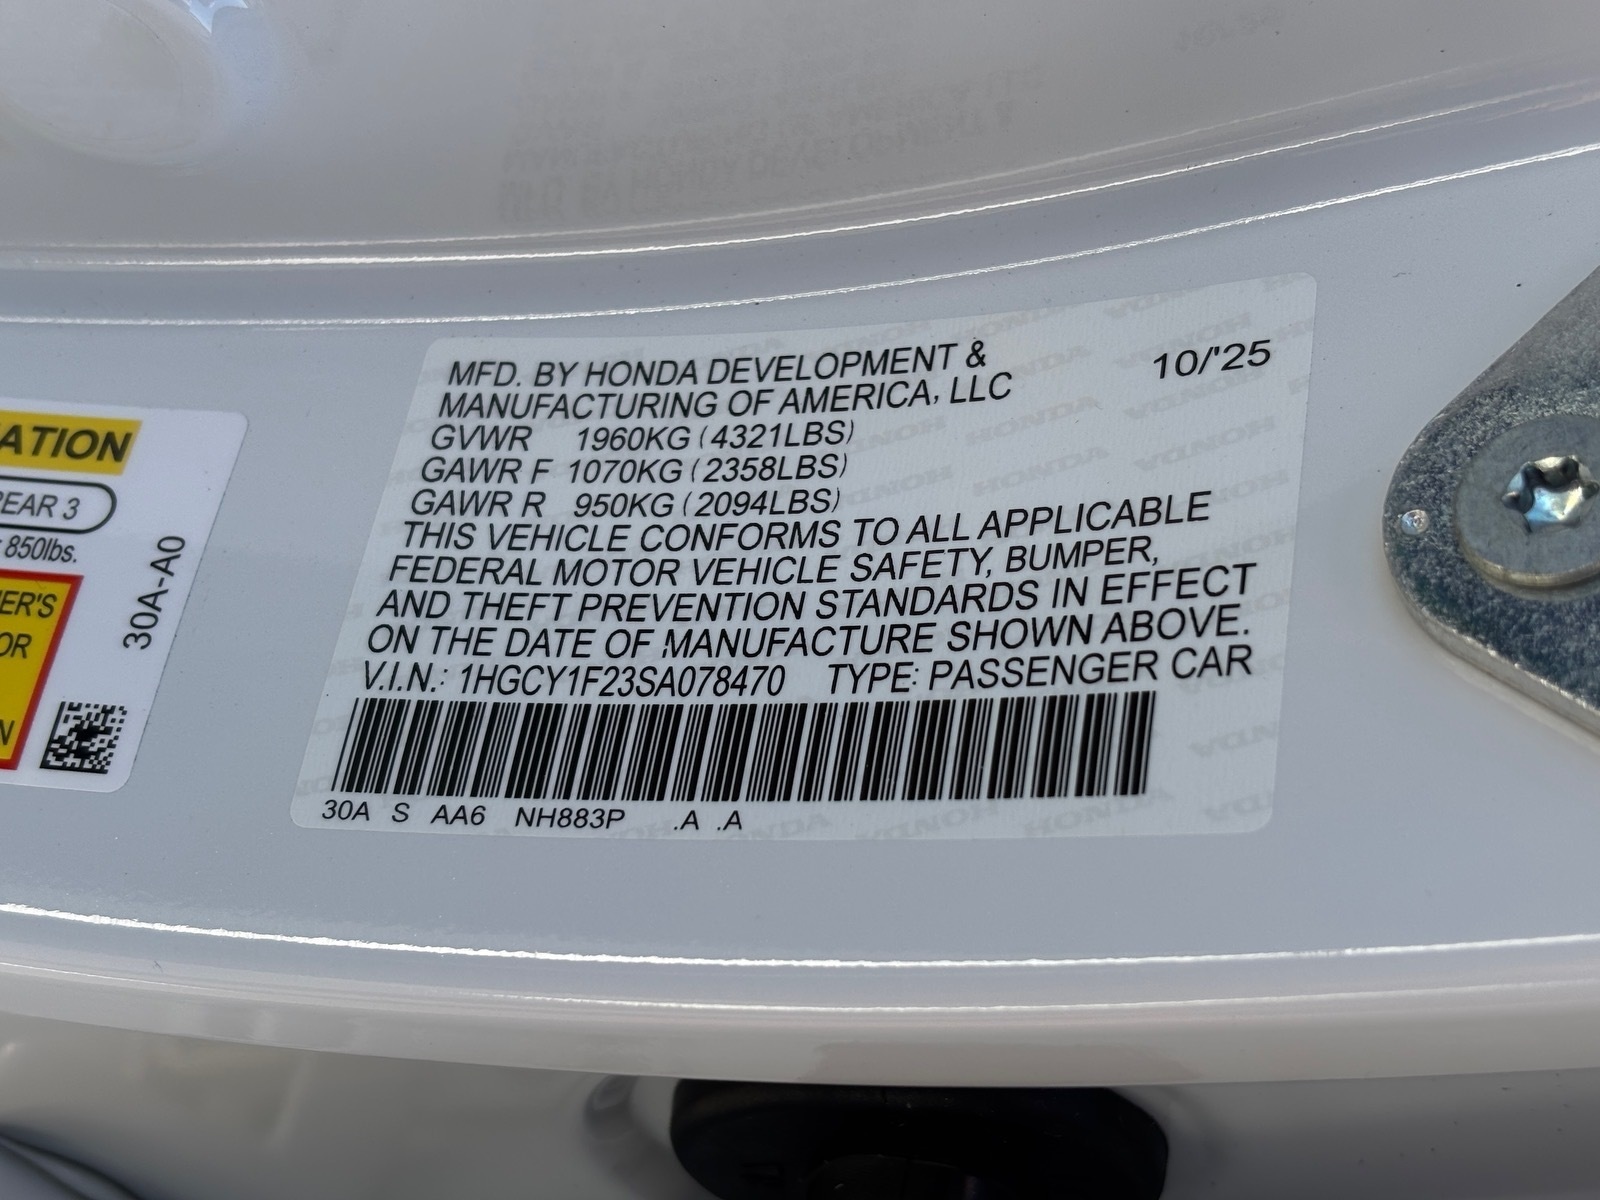 MFD. BY HONDA DEVELOPMENT & 10/'25
MANUFACTURING OF AMERICA, LLC
GVWR 1960KG (4321LBS)
GAWR F 1070KG (2358LBS)
GAWR R 950KG (2094LBS)
THIS VEHICLE CONFORMS TO ALL APPLICABLE
FEDERAL MOTOR VEHICLE SAFETY, BUMPER,
AND THEFT PREVENTION STANDARDS IN EFFECT
ON THE DATE OF MANUFACTURE SHOWN ABOVE.
V.I.N.: 1HGCY1F23SA078470 TYPE: PASSENGER CAR
30A S AA6 NH883P .A .A
ATION
REAR 3
850lbs.
ER'S
OR
N
30A-A0